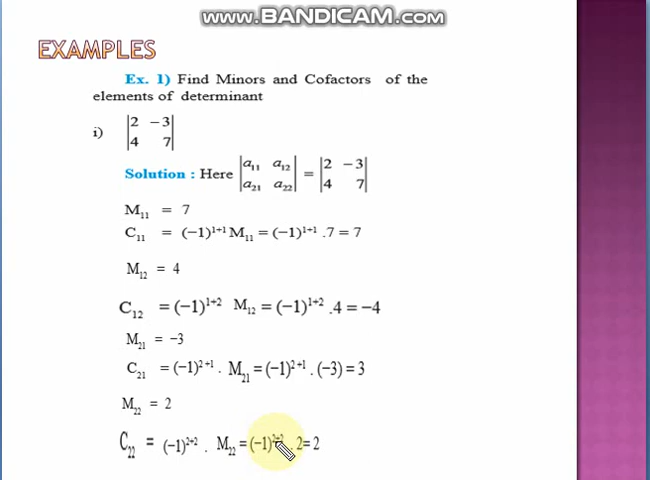 WWW.BANDICAM.COM
EXAMPLES
Ex. 1) Find Minors and Cofactors of the
elements of determinant
i) |2 −3|
|4 7|
Solution : Here |a₁₁ a₁₂| = |2 −3|
|a₂₁ a₂₂| |4 7|
M₁₁ = 7
C₁₁ = (−1)¹⁺¹ M₁₁ = (−1)¹⁺¹ .7 = 7
M₁₂ = 4
C₁₂ = (−1)¹⁺² M₁₂ = (−1)¹⁺² .4 = −4
M₂₁ = −3
C₂₁ = (−1)²⁺¹ . M₂₁ = (−1)²⁺¹ . (−3) = 3
M₂₂ = 2
C₂₂ = (−1)²⁺² . M₂₂ = (−1)²⁺² . 2= 2